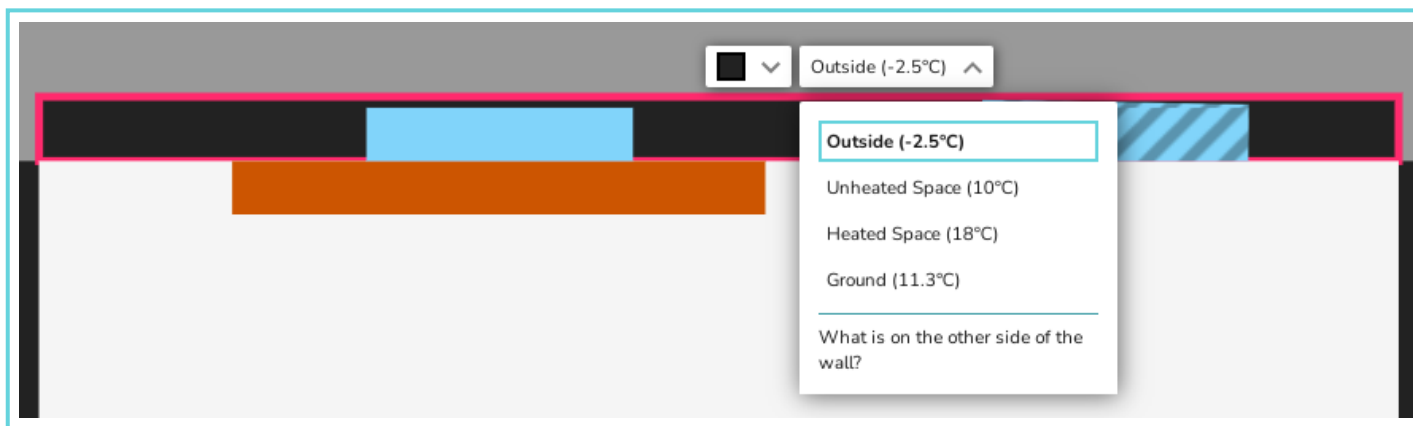 Outside (-2.5°C)
Outside (-2.5°C)
Unheated Space (10°C)
Heated Space (18°C)
Ground (11.3°C)
What is on the other side of the
wall?